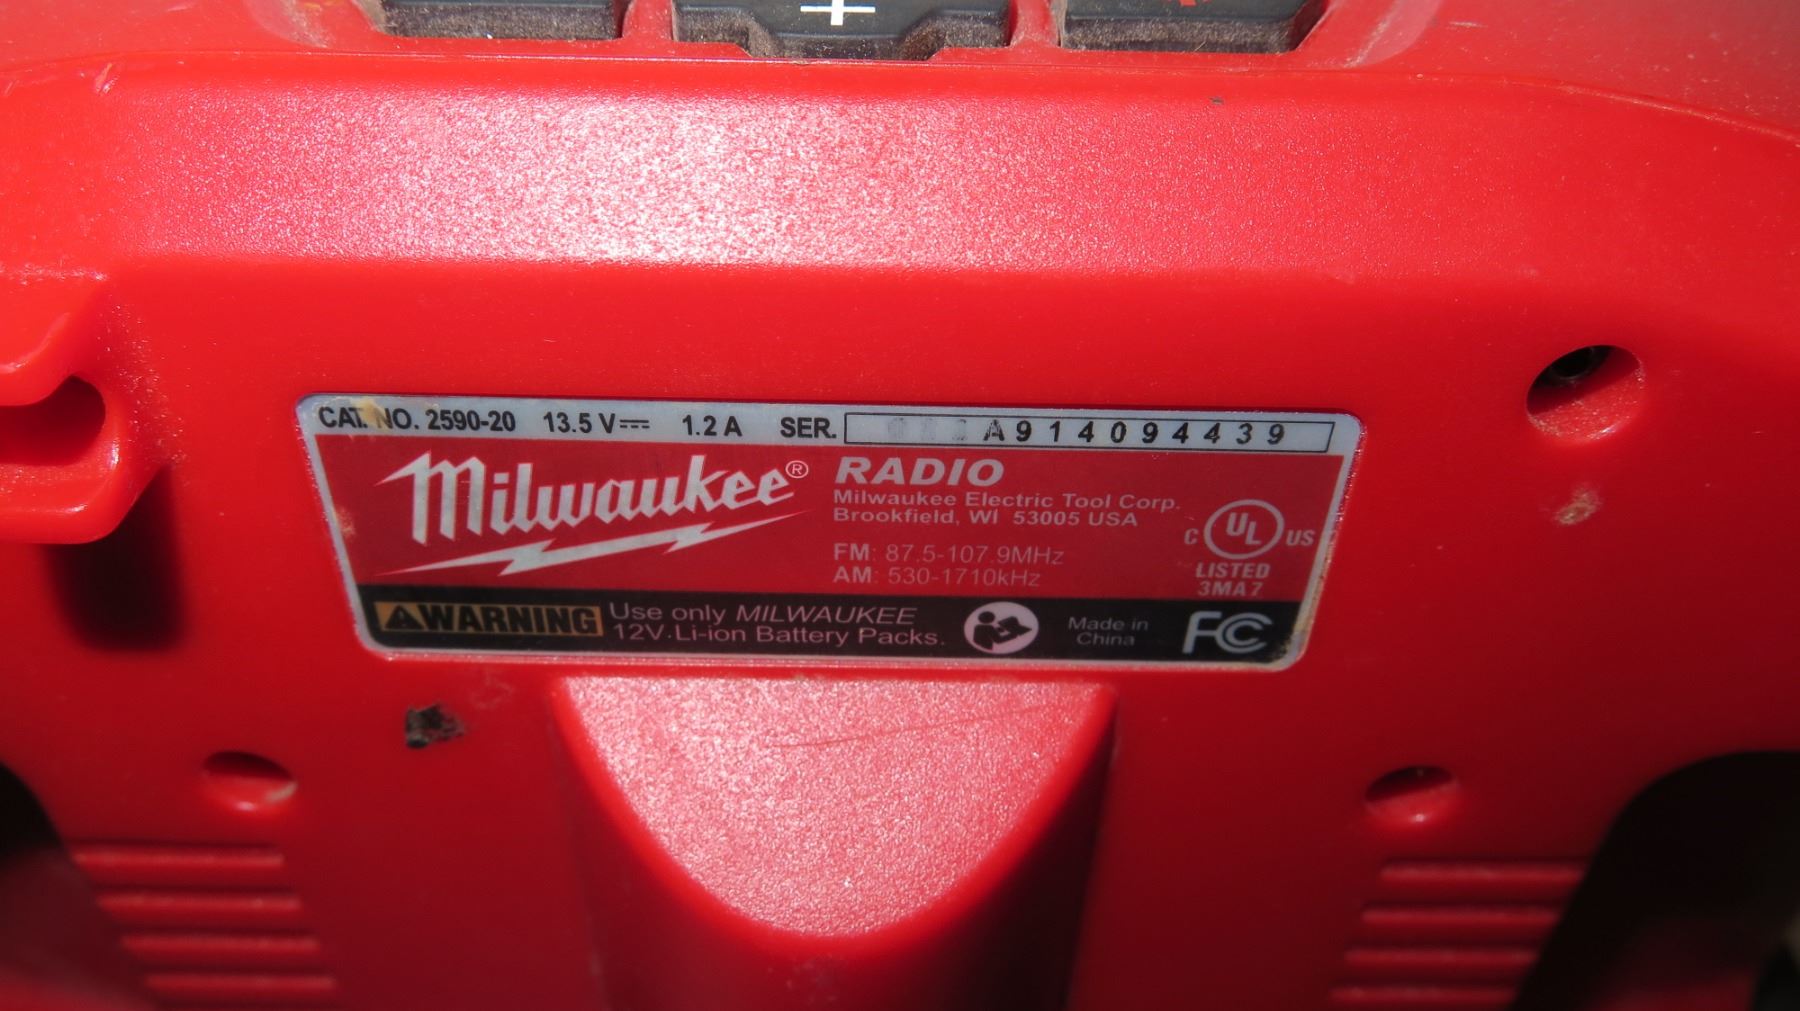 CAT. NO. 2590-20 13.5 V 1.2 A SER. A914094439
Milwaukee®
RADIO
Milwaukee Electric Tool Corp.
Brookfield, WI 53005 USA
FM: 87.5-107.9MHz
AM: 530-1710kHz
C UL US
LISTED
3MA7
WARNING
Use only MILWAUKEE
12V Li-ion Battery Packs.
Made in
China
FC